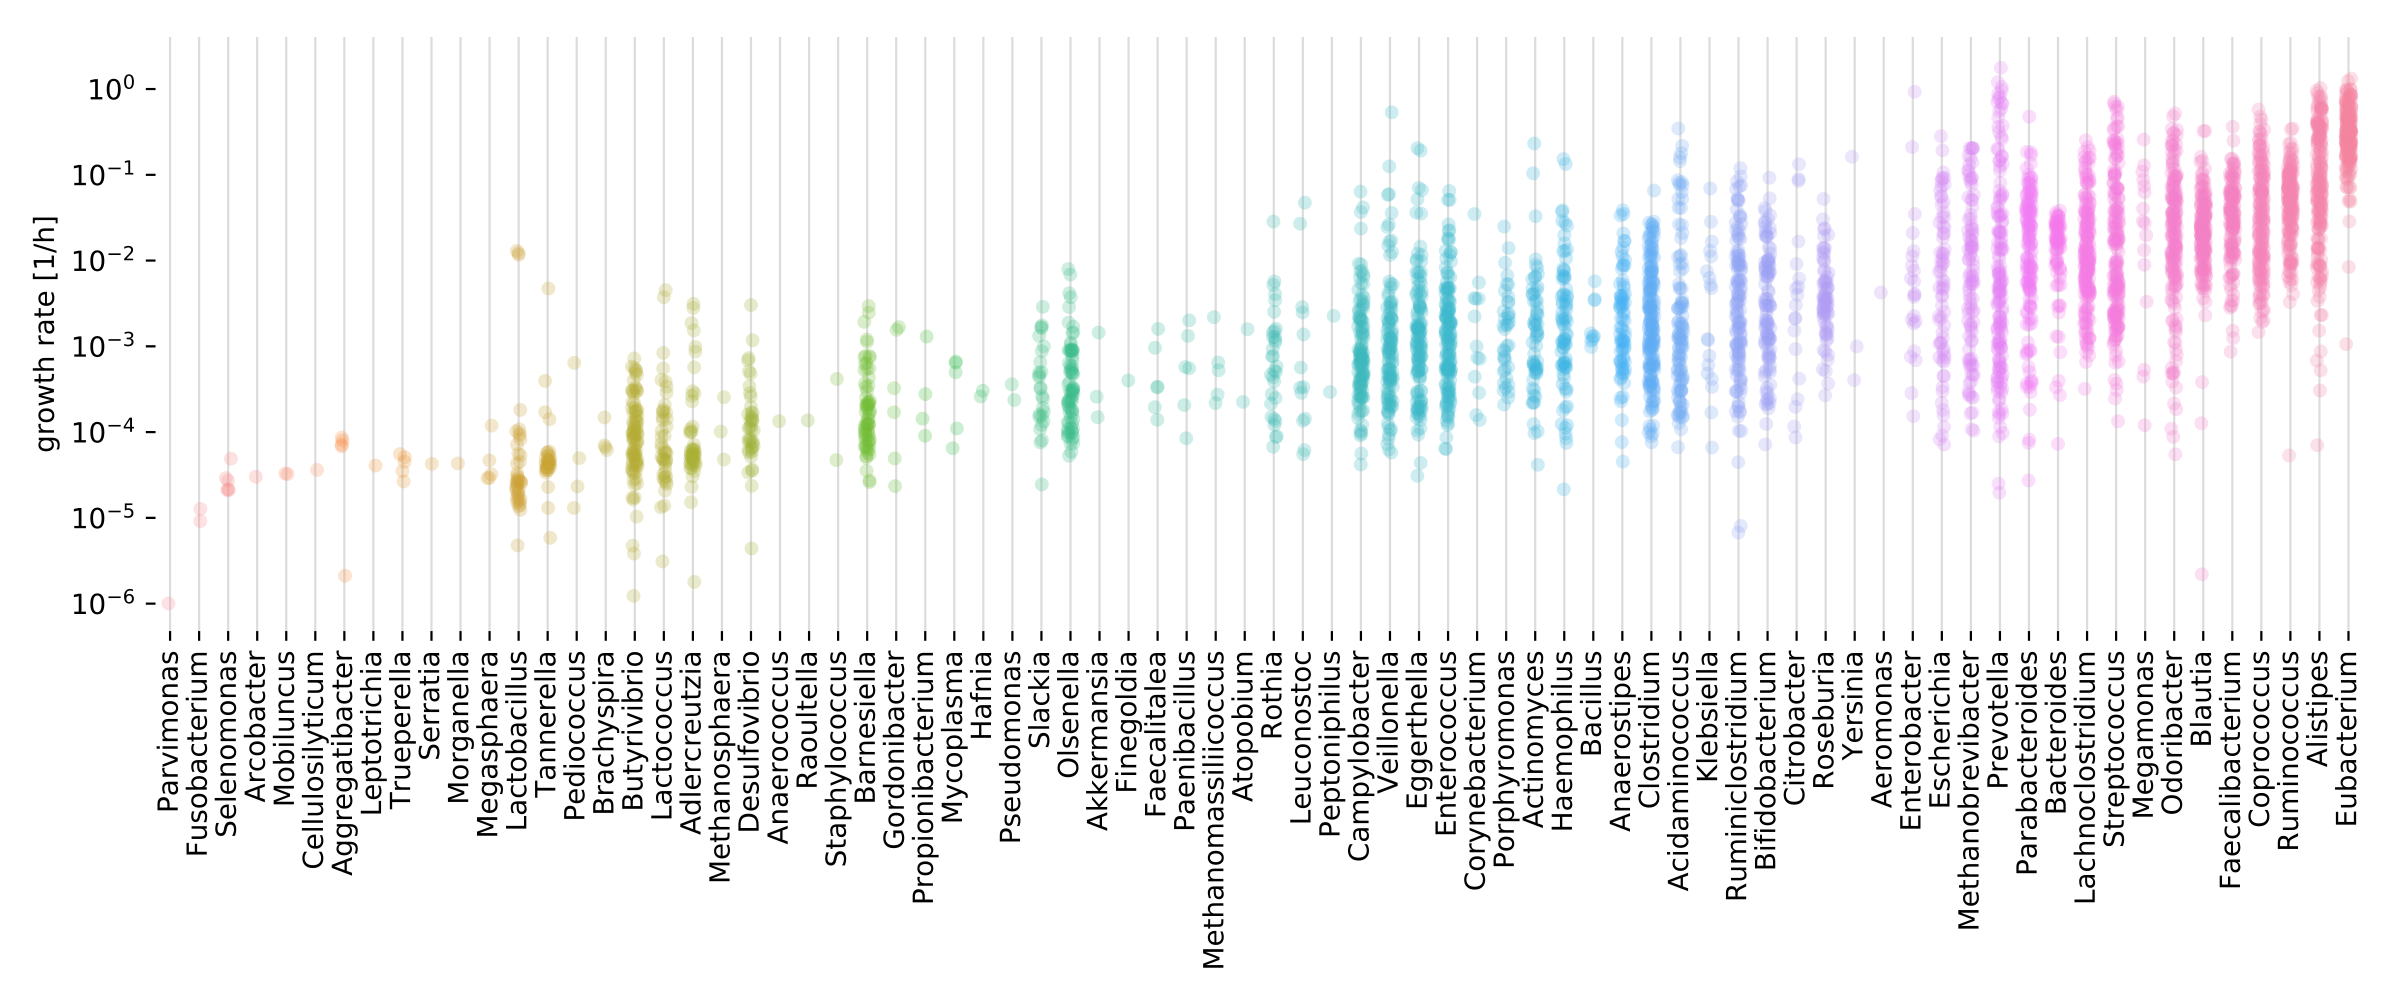 growth rate [1/h]
10⁰
10⁻¹
10⁻²
10⁻³
10⁻⁴
10⁻⁵
10⁻⁶
Parvimonas
Fusobacterium
Selenomonas
Arcobacter
Mobiluncus
Cellulosilyticum
Aggregatibacter
Leptotrichia
Trueperella
Serratia
Morganella
Megasphaera
Lactobacillus
Tannerella
Pediococcus
Brachyspira
Butyrivibrio
Lactococcus
Adlercreutzia
Methanosphaera
Desulfovibrio
Anaerococcus
Raoultella
Staphylococcus
Barnesiella
Gordonibacter
Propionibacterium
Mycoplasma
Hafnia
Pseudomonas
Slackia
Olsenella
Akkermansia
Finegoldia
Faecalitalea
Paenibacillus
Methanomassiliicoccus
Atopobium
Rothia
Leuconostoc
Peptoniphilus
Campylobacter
Veillonella
Eggerthella
Enterococcus
Corynebacterium
Porphyromonas
Actinomyces
Haemophilus
Bacillus
Anaerostipes
Clostridium
Acidaminococcus
Klebsiella
Ruminiclostridium
Bifidobacterium
Citrobacter
Roseburia
Yersinia
Aeromonas
Enterobacter
Escherichia
Methanobrevibacter
Prevotella
Parabacteroides
Bacteroides
Lachnoclostridium
Streptococcus
Megamonas
Odoribacter
Blautia
Faecalibacterium
Coprococcus
Ruminococcus
Alistipes
Eubacterium